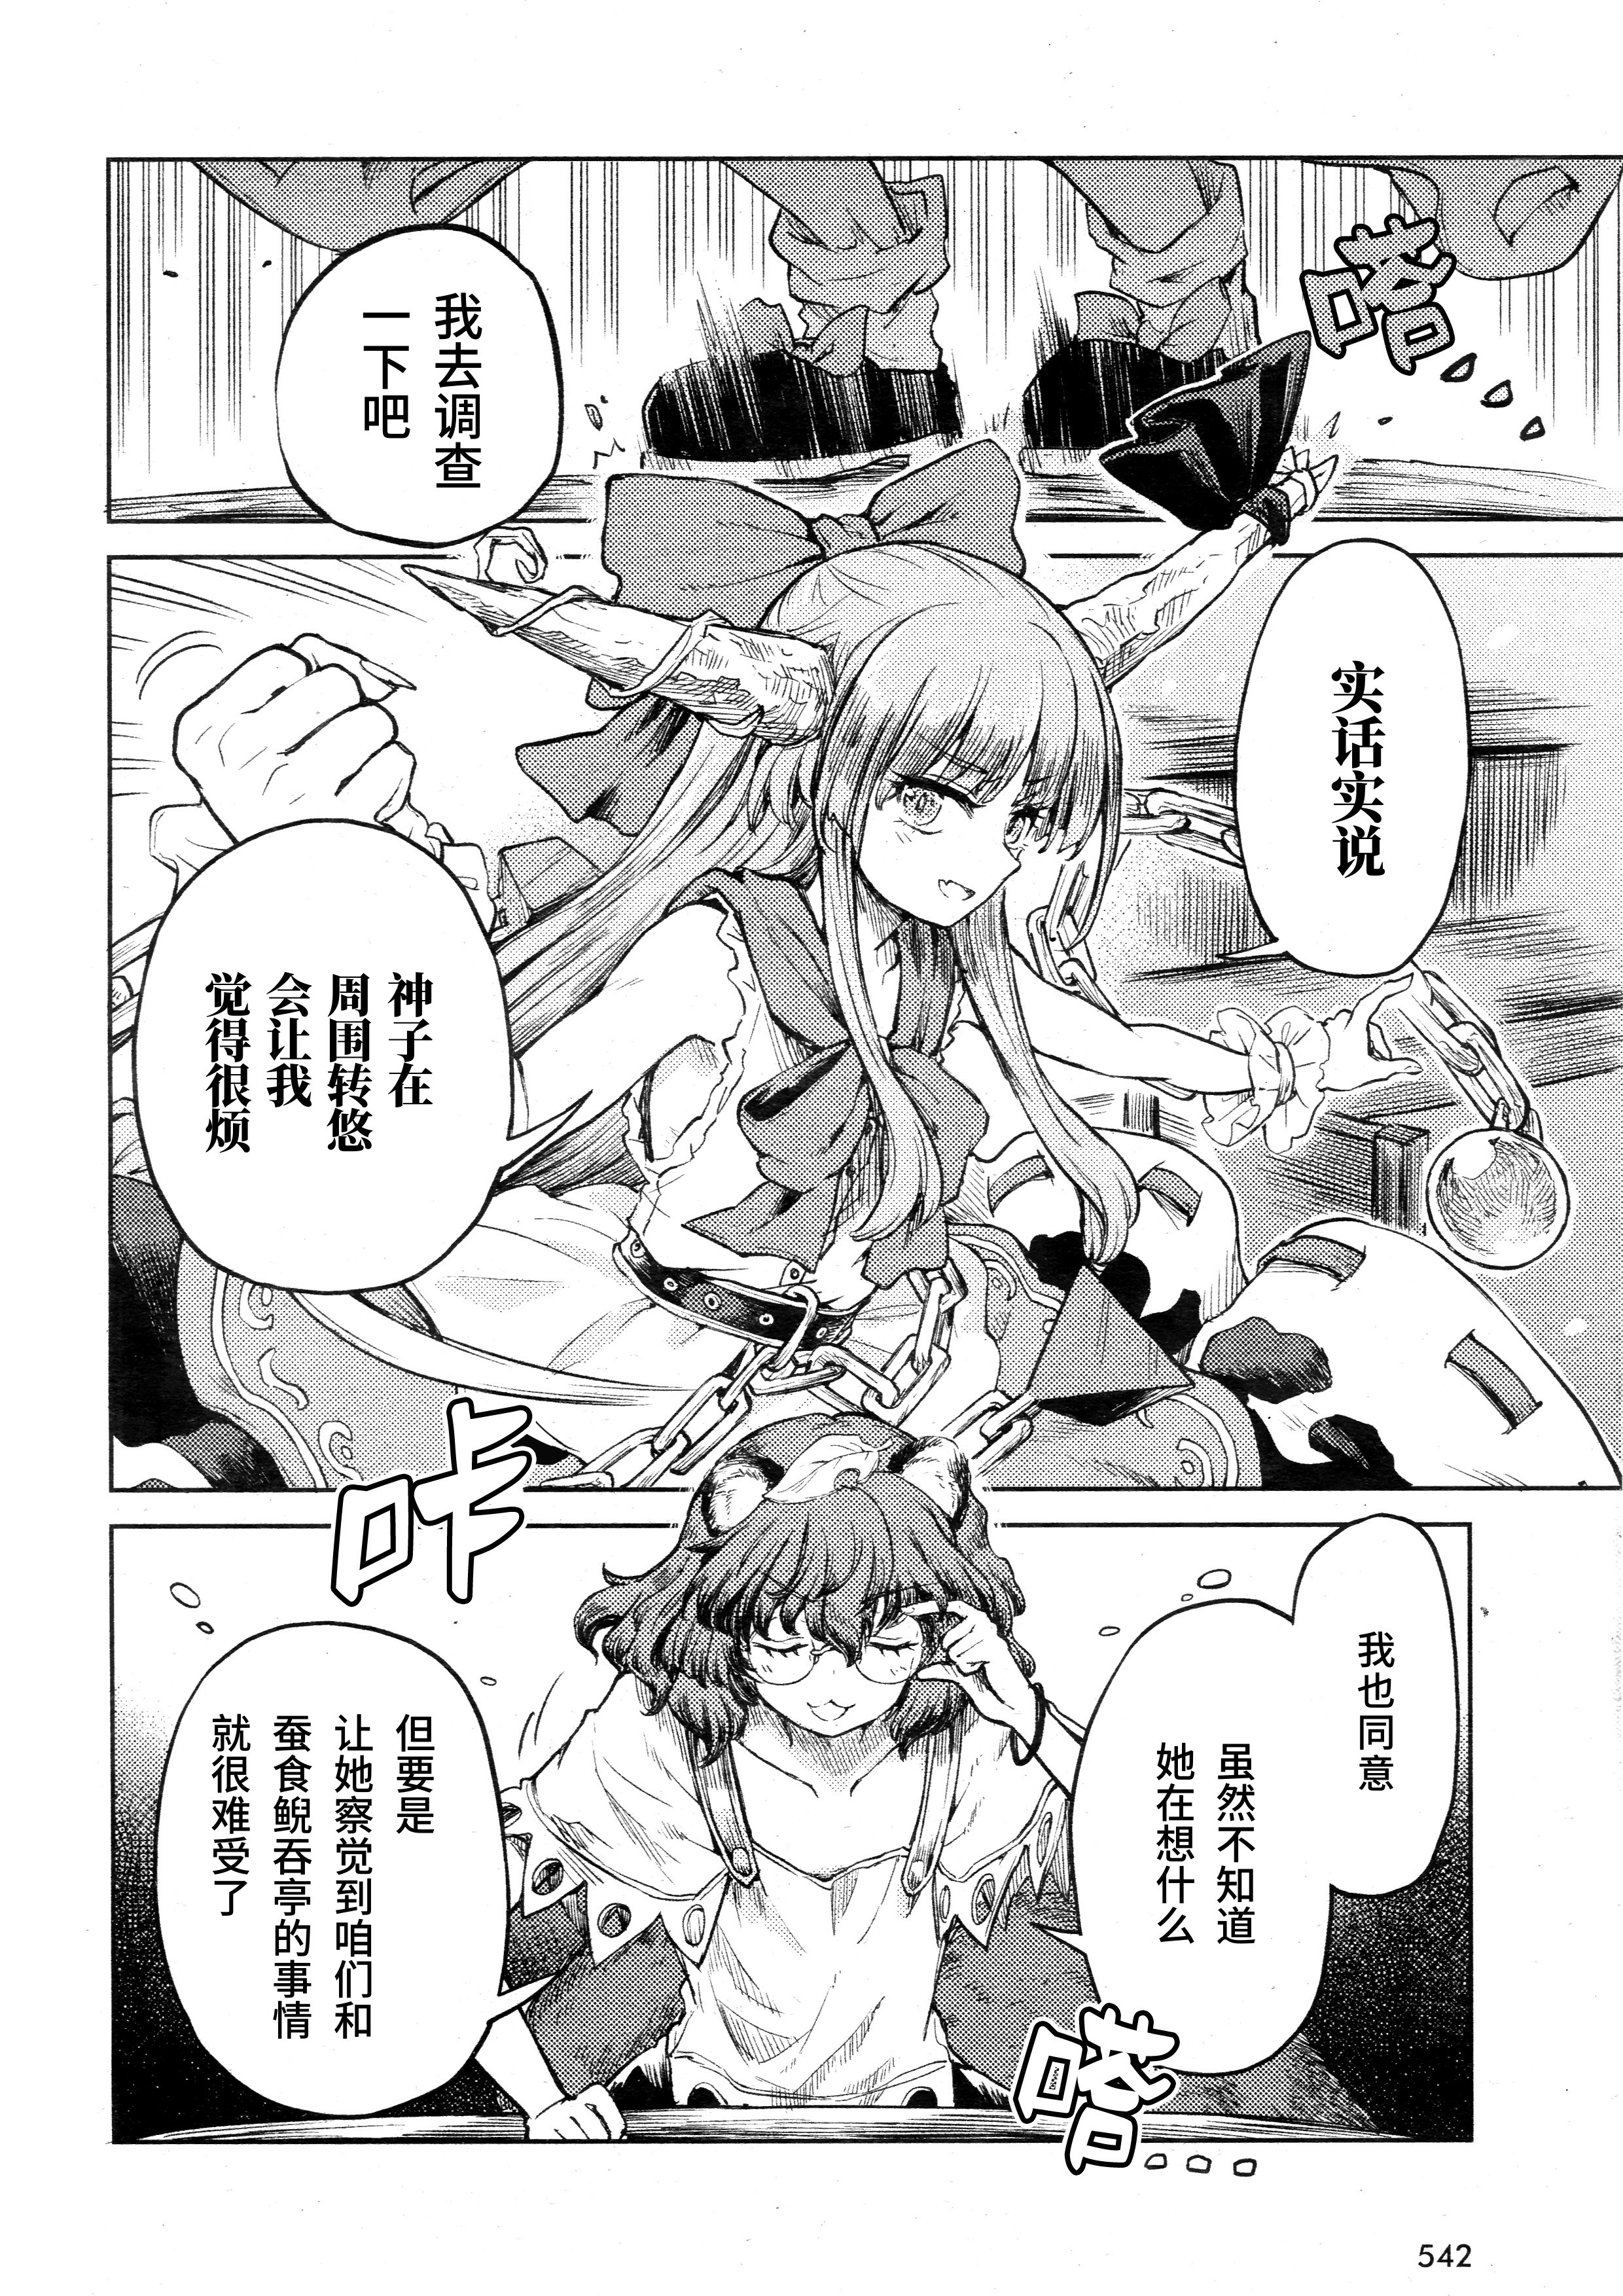 嗒
我去调查
一下吧
实话实说
神子在
周围转悠
会让我
觉得很烦
咔
我也同意
虽然不知道
她在想什么
但要是
让她察觉到咱们和
蚕食鲵吞亭的事情
就很难受了
嗒
542